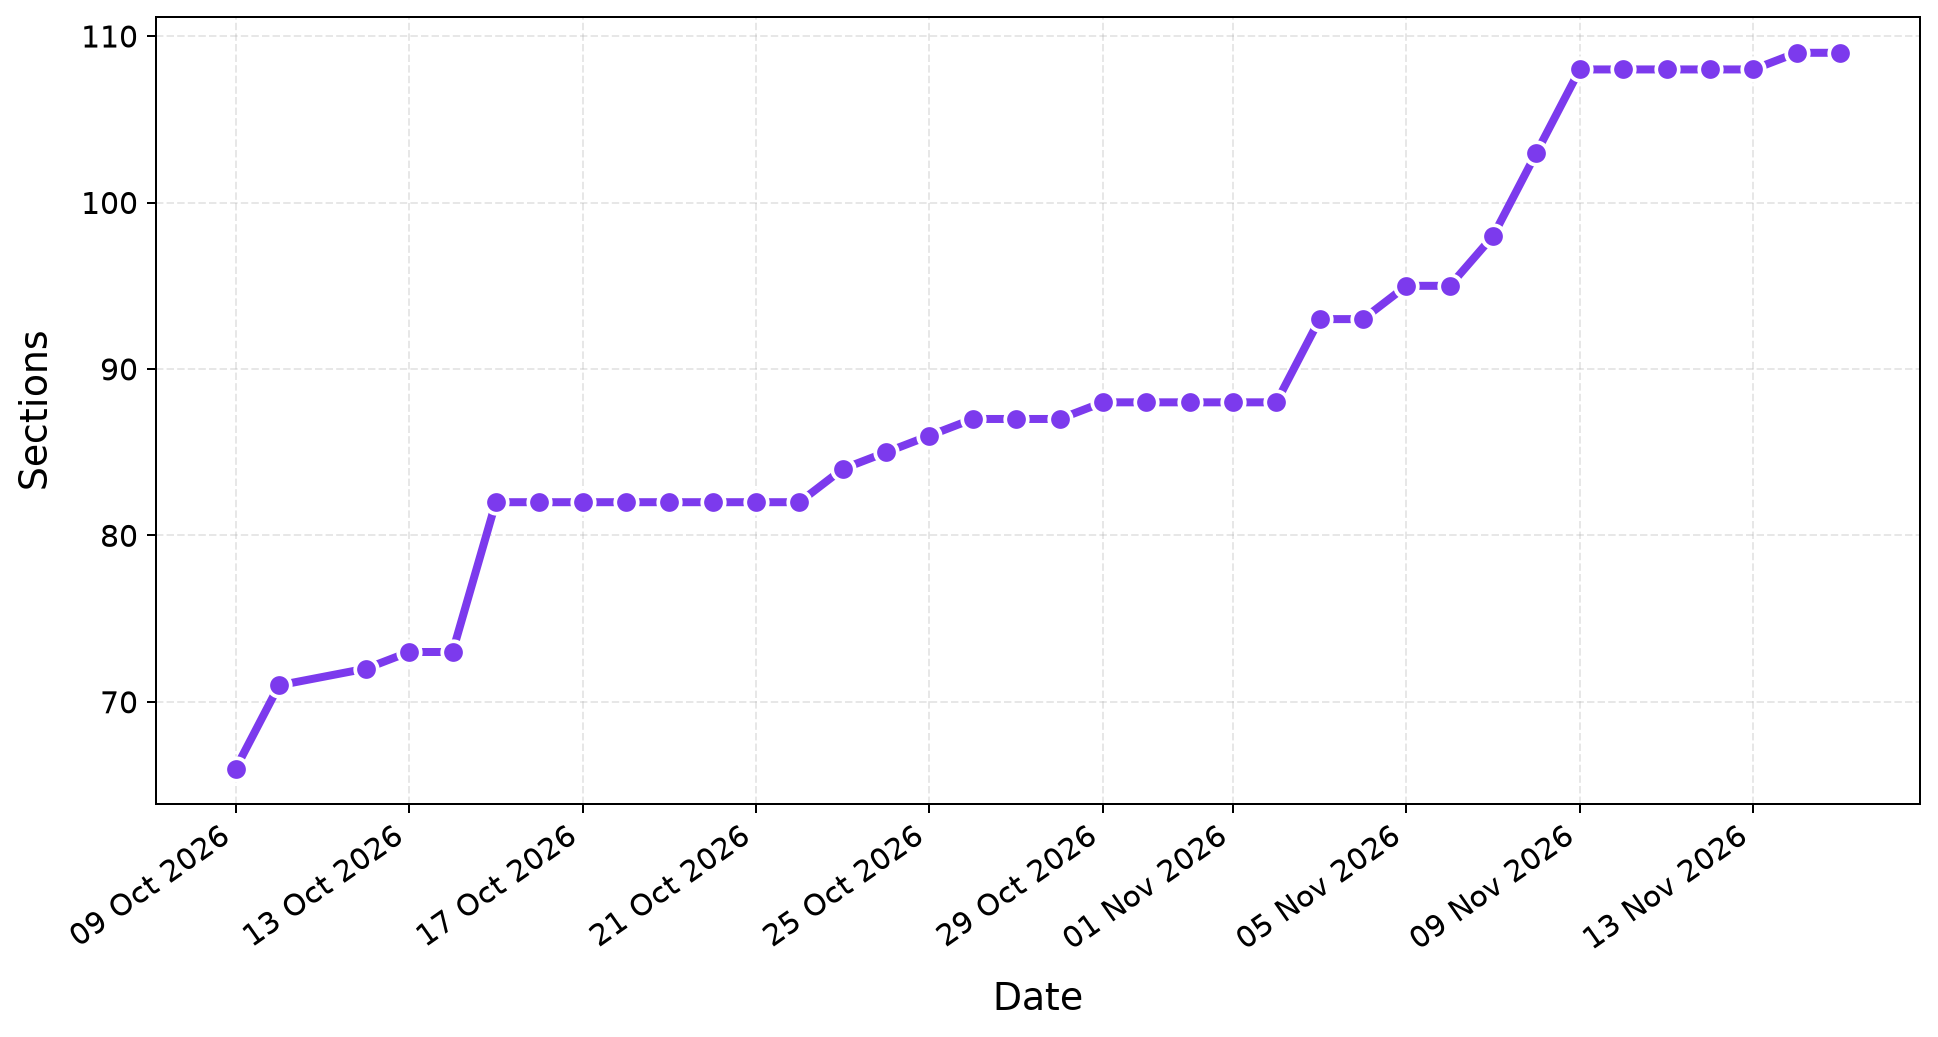 110
100
90
80
70
Sections
09 Oct 2026
13 Oct 2026
17 Oct 2026
21 Oct 2026
25 Oct 2026
29 Oct 2026
01 Nov 2026
05 Nov 2026
09 Nov 2026
13 Nov 2026
Date